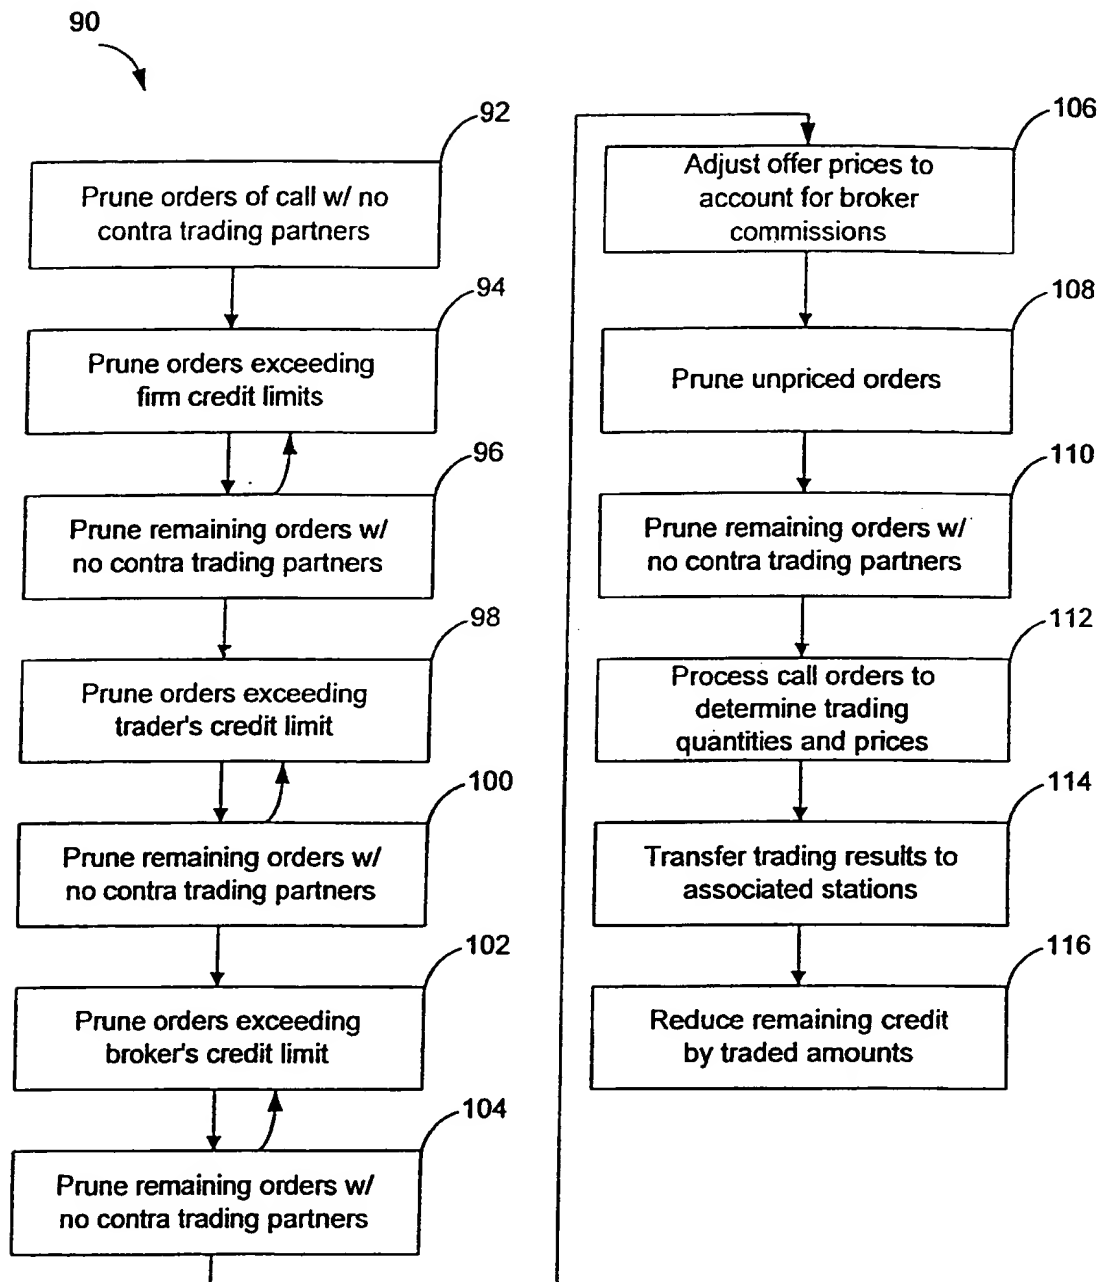 90
92
Prune orders of call w/ no
contra trading partners
94
Prune orders exceeding
firm credit limits
96
Prune remaining orders w/
no contra trading partners
98
Prune orders exceeding
trader's credit limit
100
Prune remaining orders w/
no contra trading partners
102
Prune orders exceeding
broker's credit limit
104
Prune remaining orders w/
no contra trading partners
106
Adjust offer prices to
account for broker
commissions
108
Prune unpriced orders
110
Prune remaining orders w/
no contra trading partners
112
Process call orders to
determine trading
quantities and prices
114
Transfer trading results to
associated stations
116
Reduce remaining credit
by traded amounts